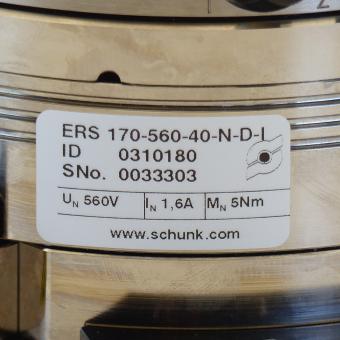 ERS 170-560-40-N-D-I
ID 0310180
SNo. 0033303
UN 560V IN 1,6A MN 5Nm
www.schunk.com